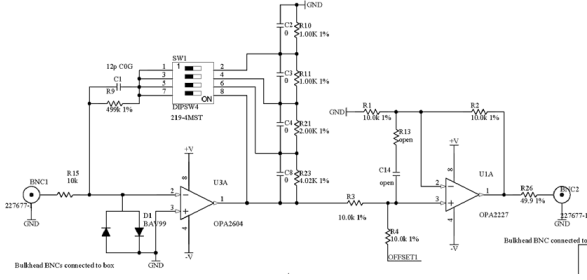 GND
C2
0
R10
1.00K 1%
SW1
12p C0G
C1
R9
499k 1%
1
3
5
7
1
ON
2
4
6
8
DIPSW4
219-4MST
C3
0
R11
1.00K 1%
C4
0
R21
2.00K 1%
C8
0
R23
4.02K 1%
GND
R1
10.0k 1%
R2
10.0k 1%
R13
open
C14
open
BNC1
227677-1
GND
R15
10k
D1
BAV99
GND
+V
8
U3A
2
3
1
4
OPA2604
-V
R3
10.0k 1%
R4
10.0k 1%
OFFSET1
+V
8
U1A
2
3
1
4
OPA2227
-V
R26
49.9 1%
BNC2
227677-1
GND
Bulkhead BNCs connected to box
Bulkhead BNC connected to